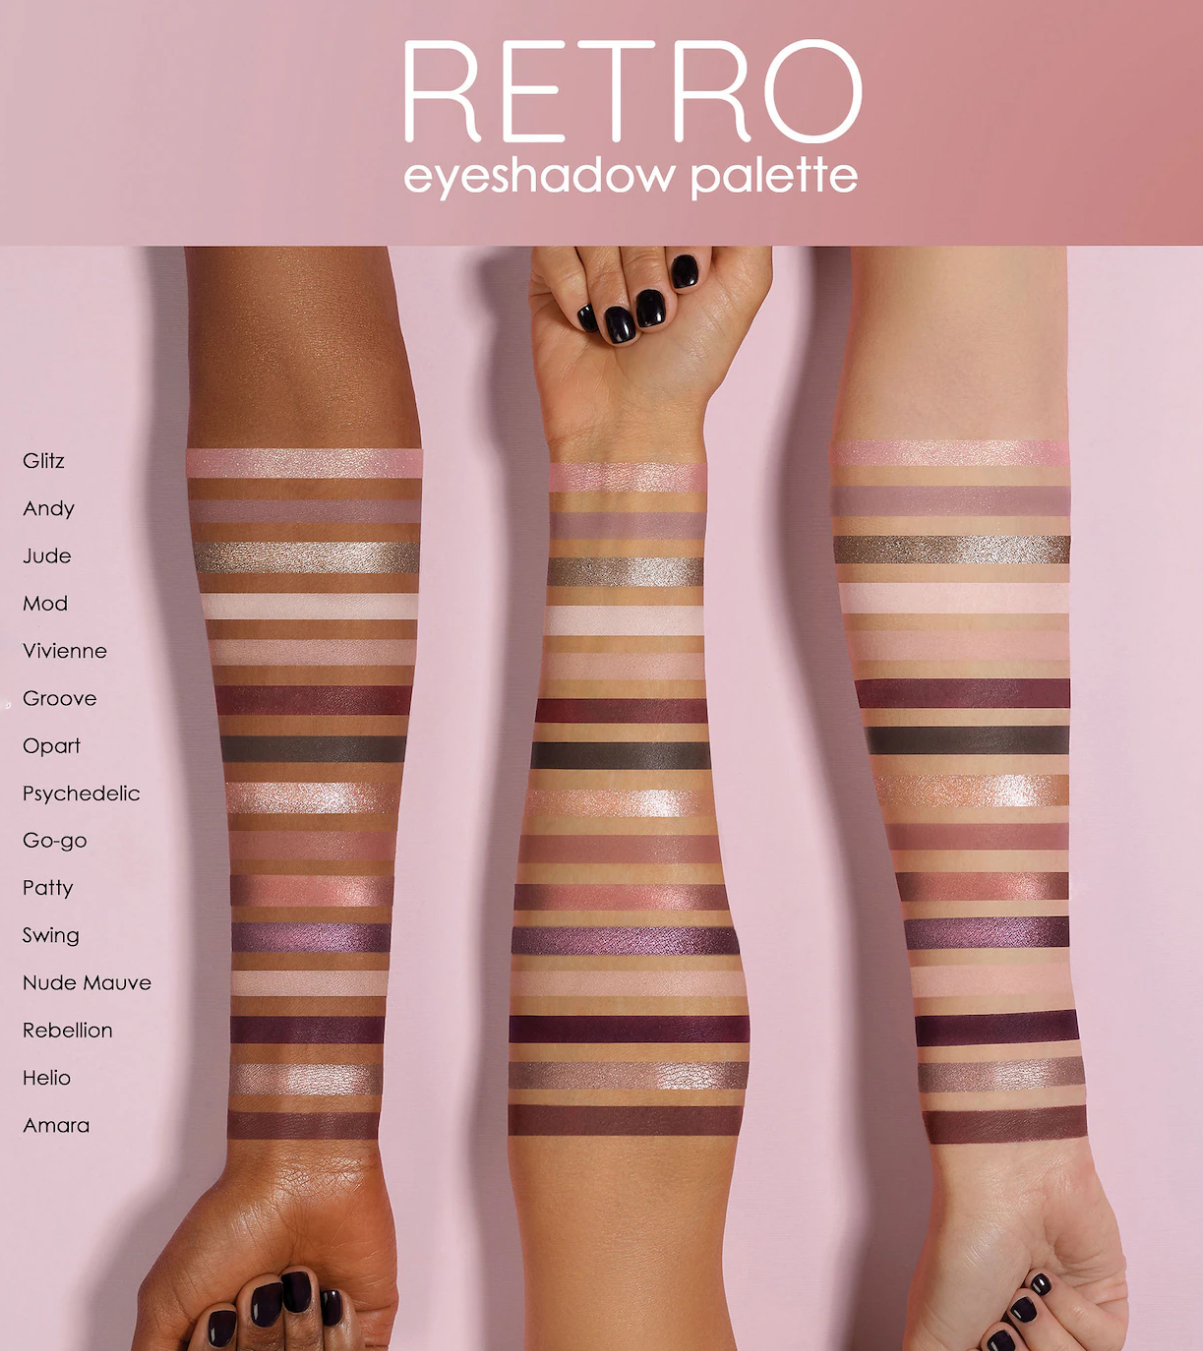 RETRO
eyeshadow palette
Glitz
Andy
Jude
Mod
Vivienne
Groove
Opart
Psychedelic
Go-go
Patty
Swing
Nude Mauve
Rebellion
Helio
Amara